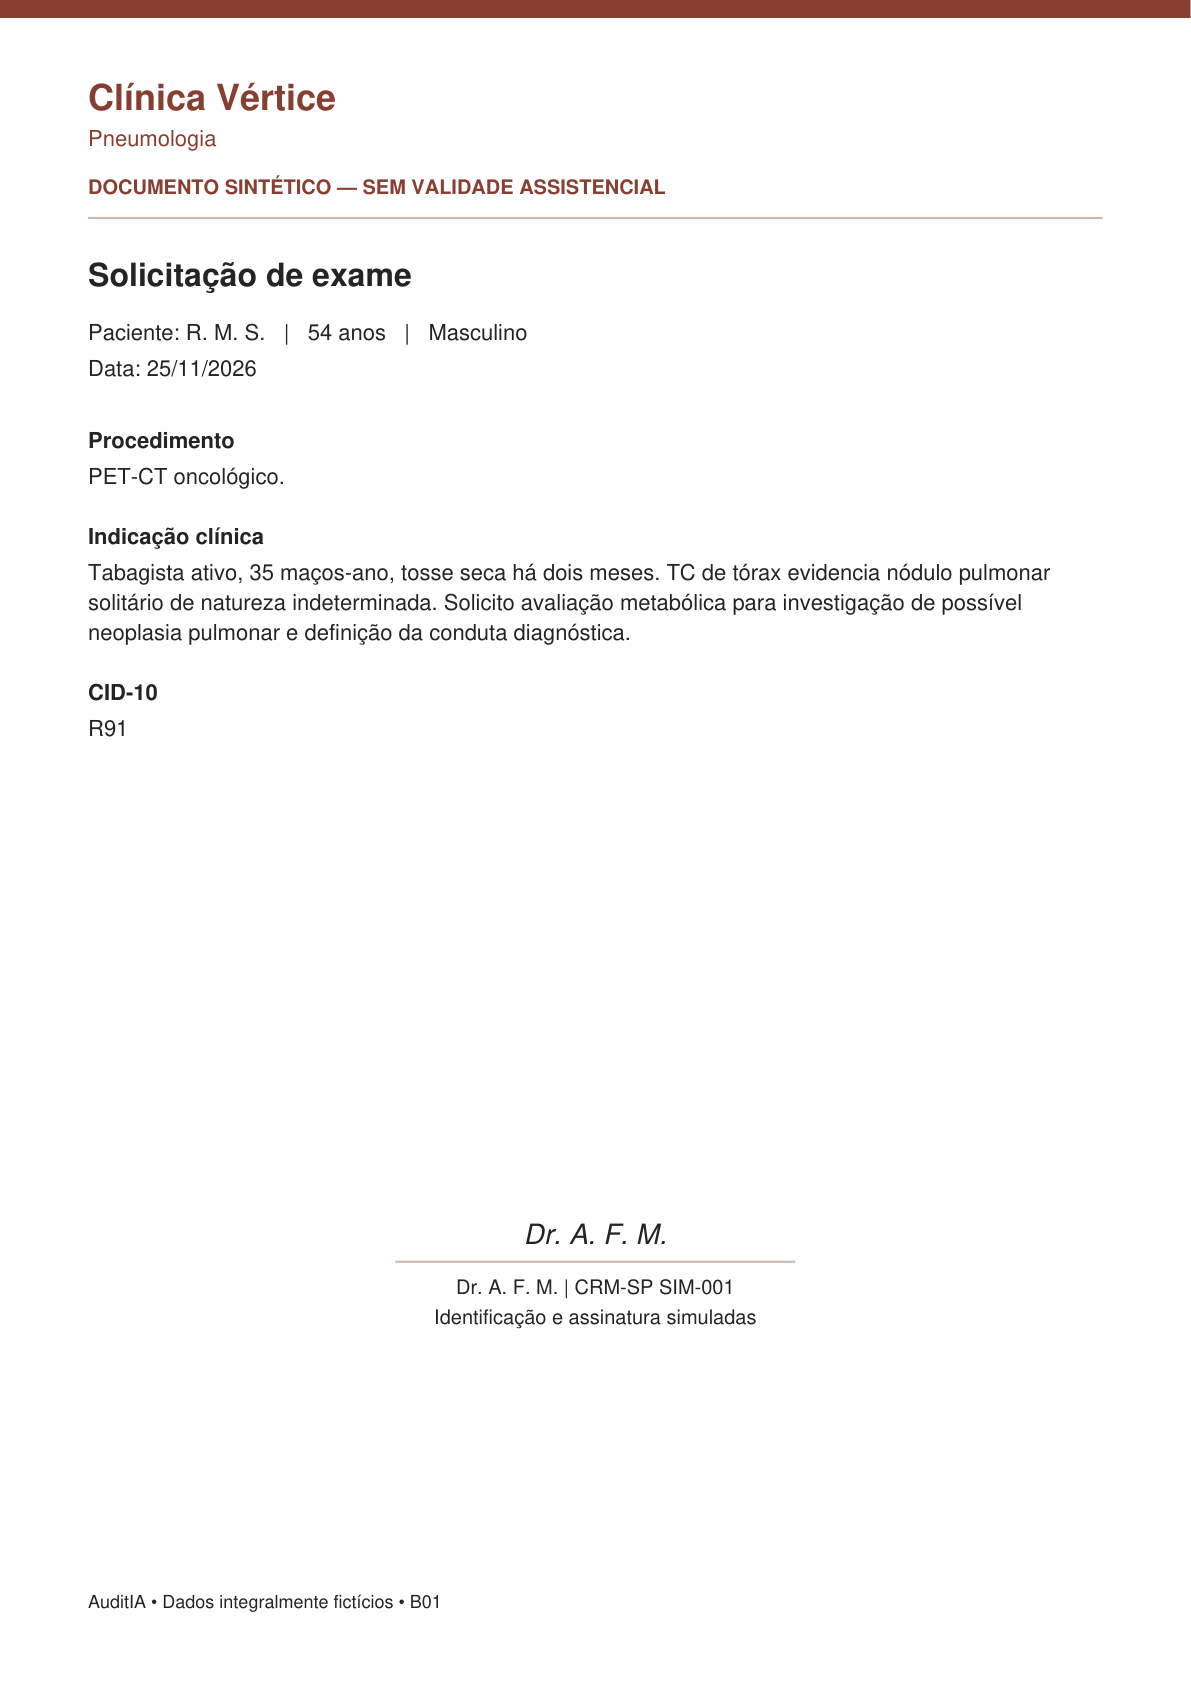 Clínica Vértice
Pneumologia
DOCUMENTO SINTÉTICO — SEM VALIDADE ASSISTENCIAL
Solicitação de exame
Paciente: R. M. S. | 54 anos | Masculino
Data: 25/11/2026
Procedimento
PET-CT oncológico.
Indicação clínica
Tabagista ativo, 35 maços-ano, tosse seca há dois meses. TC de tórax evidencia nódulo pulmonar
solitário de natureza indeterminada. Solicito avaliação metabólica para investigação de possível
neoplasia pulmonar e definição da conduta diagnóstica.
CID-10
R91
Dr. A. F. M.
Dr. A. F. M. | CRM-SP SIM-001
Identificação e assinatura simuladas
AuditIA • Dados integralmente fictícios • B01